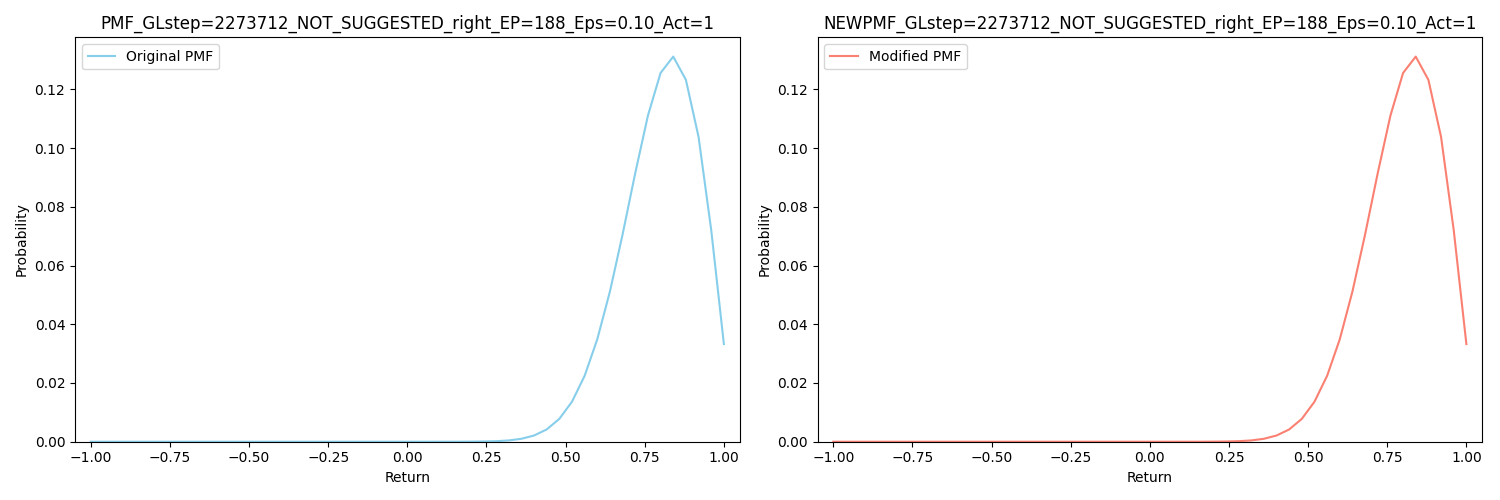 PMF_GLstep=2273712_NOT_SUGGESTED_right_EP=188_Eps=0.10_Act=1
Original PMF
Probability
0.12
0.10
0.08
0.06
0.04
0.02
0.00
−1.00 −0.75 −0.50 −0.25 0.00 0.25 0.50 0.75 1.00
Return
NEWPMF_GLstep=2273712_NOT_SUGGESTED_right_EP=188_Eps=0.10_Act=1
Modified PMF
Probability
0.12
0.10
0.08
0.06
0.04
0.02
0.00
−1.00 −0.75 −0.50 −0.25 0.00 0.25 0.50 0.75 1.00
Return